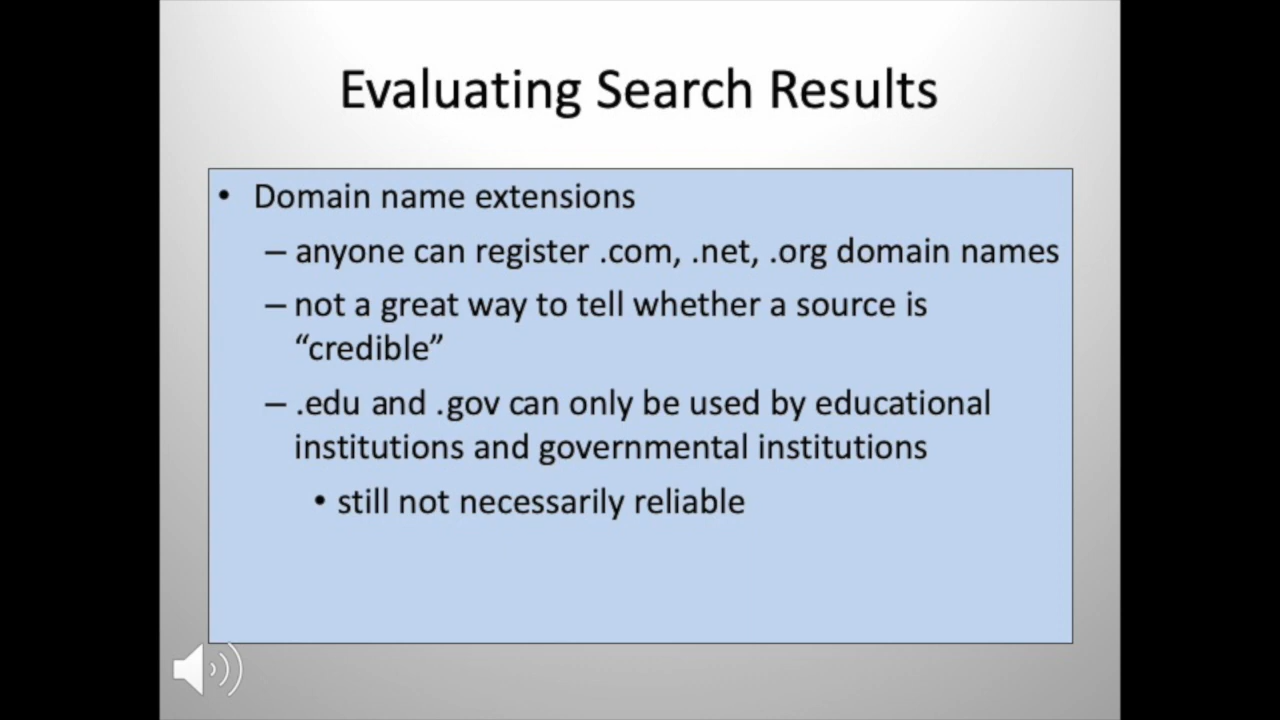 Evaluating Search Results
• Domain name extensions
– anyone can register .com, .net, .org domain names
– not a great way to tell whether a source is
“credible”
– .edu and .gov can only be used by educational
institutions and governmental institutions
• still not necessarily reliable